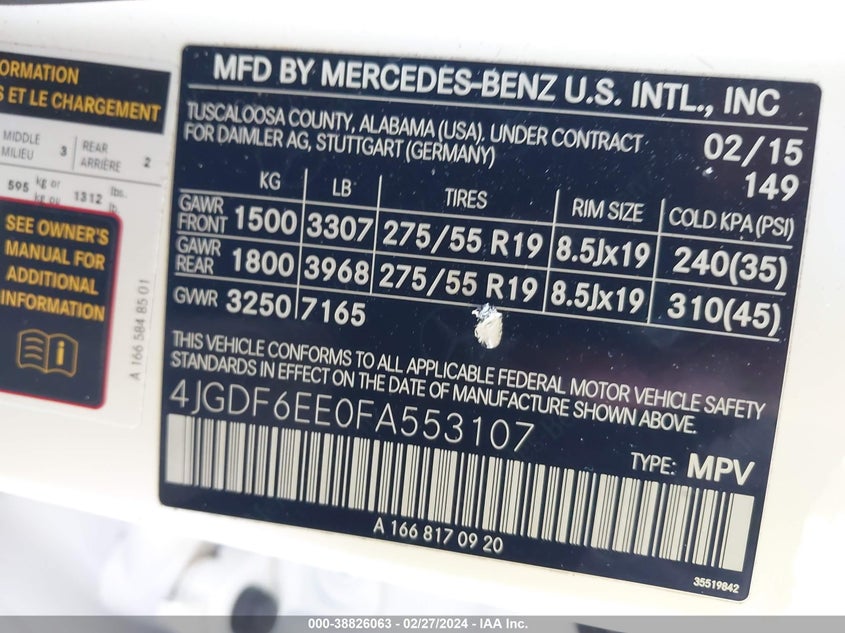 ORMATION
S ET LE CHARGEMENT
MIDDLE
MILIEU 3 REAR
ARRIÈRE 2
595 kg or 1312 lbs.
SEE OWNER'S
MANUAL FOR
ADDITIONAL
INFORMATION
A 166 584 85 01
MFD BY MERCEDES-BENZ U.S. INTL., INC
TUSCALOOSA COUNTY, ALABAMA (USA). UNDER CONTRACT
FOR DAIMLER AG, STUTTGART (GERMANY)
02/15
149
KG LB TIRES RIM SIZE COLD KPA (PSI)
GAWR
FRONT 1500 3307 275/55 R19 8.5Jx19 240(35)
GAWR
REAR 1800 3968 275/55 R19 8.5Jx19 310(45)
GVWR 3250 7165
THIS VEHICLE CONFORMS TO ALL APPLICABLE FEDERAL MOTOR VEHICLE SAFETY
STANDARDS IN EFFECT ON THE DATE OF MANUFACTURE SHOWN ABOVE.
4JGDF6EE0FA553107
TYPE: MPV
A 166 817 09 20
35519842
000-38826063 - 02/27/2024 - IAA Inc.